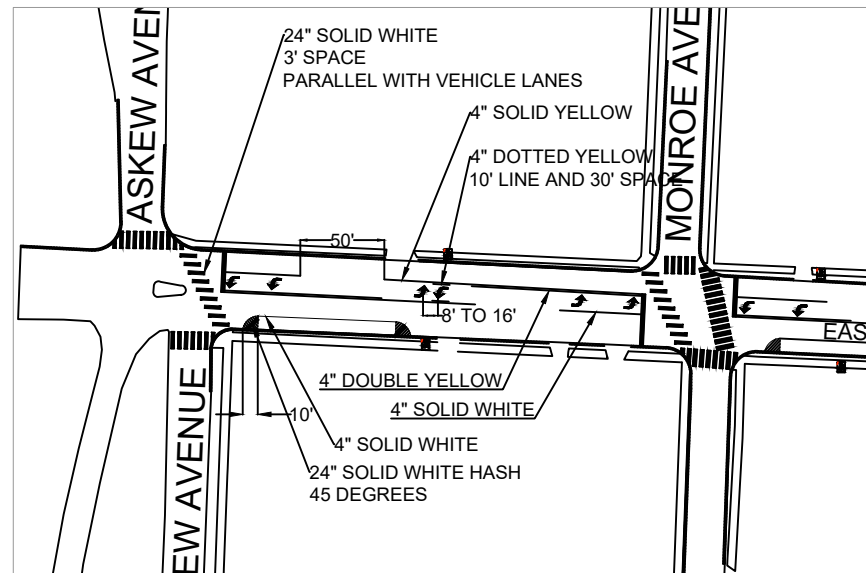 24" SOLID WHITE
3' SPACE
PARALLEL WITH VEHICLE LANES
4" SOLID YELLOW
4" DOTTED YELLOW
10' LINE AND 30' SPACE
ASKEW AVEN
MONROE AVE
50'
8' TO 16'
EAS
4" DOUBLE YELLOW
4" SOLID WHITE
10'
4" SOLID WHITE
24" SOLID WHITE HASH
45 DEGREES
EW AVENUE